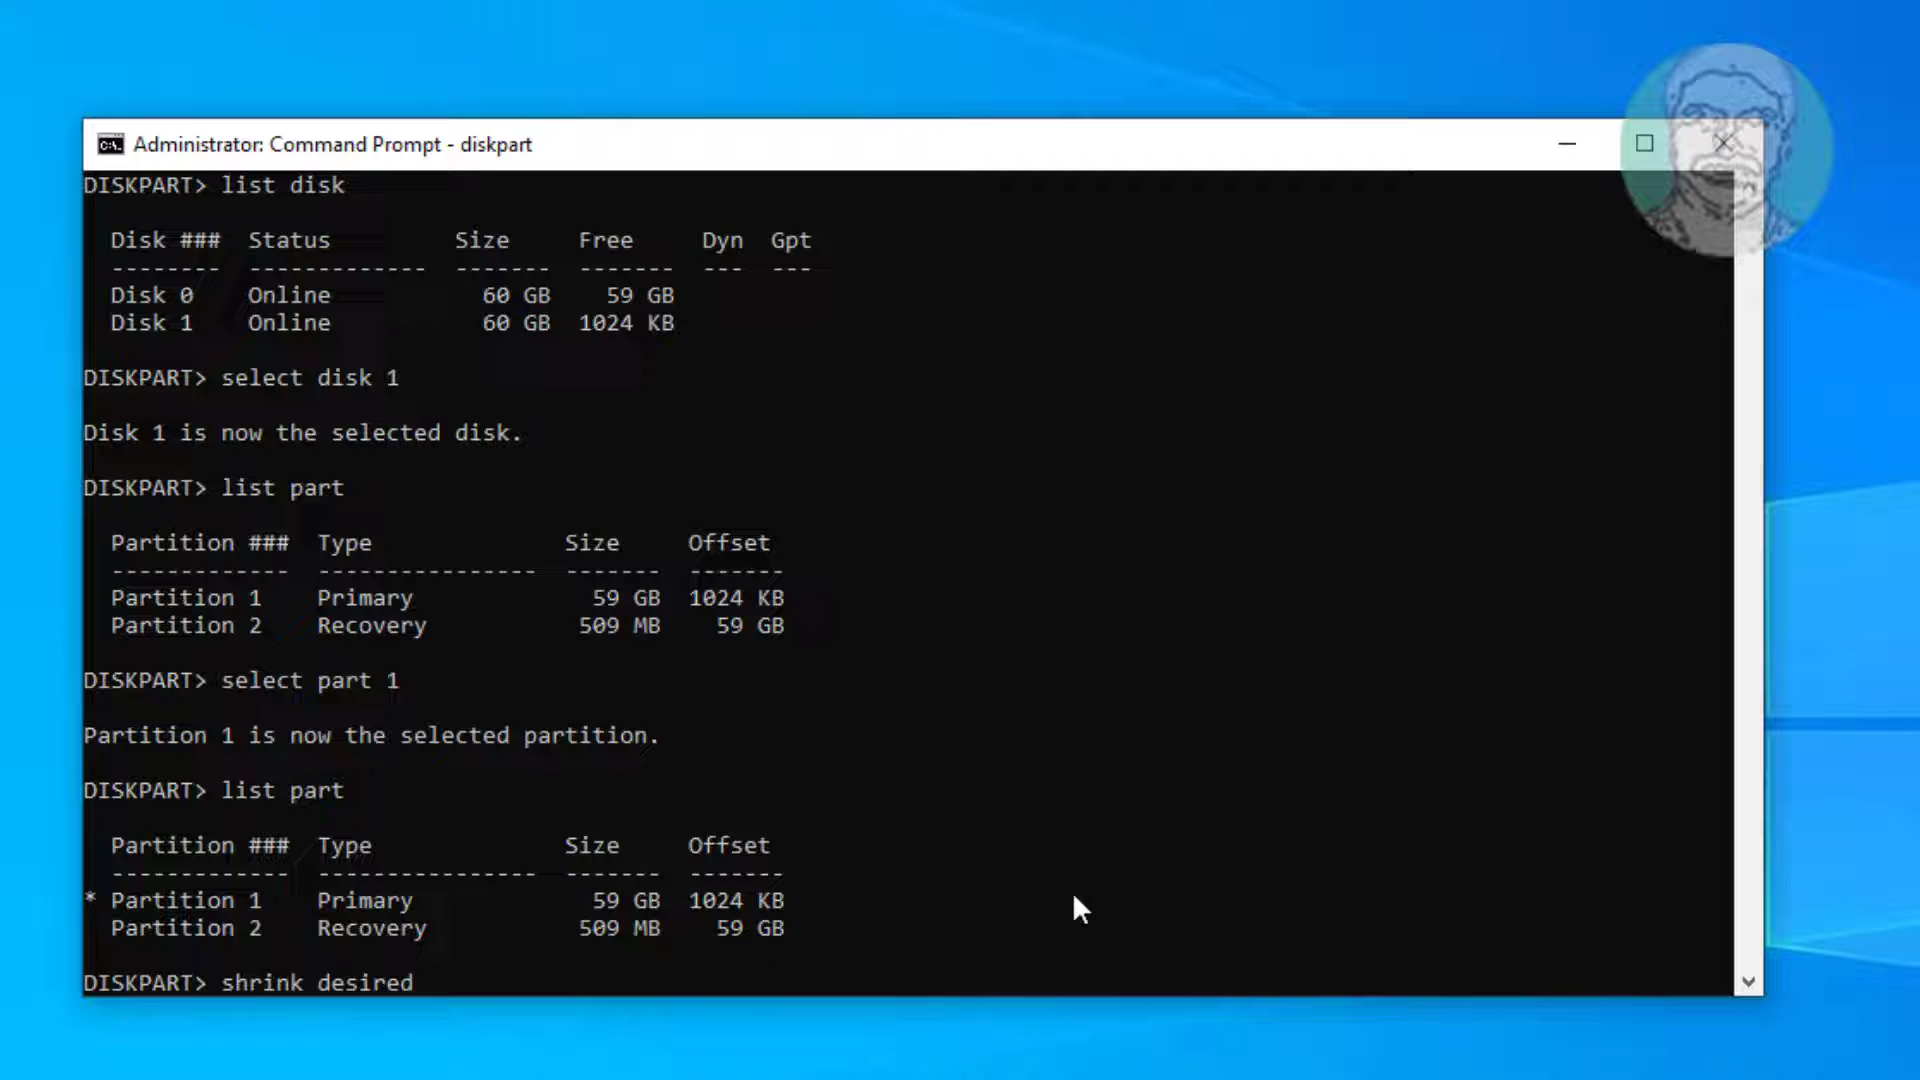 Administrator: Command Prompt - diskpart
DISKPART> list disk
Disk ### Status Size Free Dyn Gpt
-------- ------------- ------- ------- --- ---
Disk 0 Online 60 GB 59 GB
Disk 1 Online 60 GB 1024 KB
DISKPART> select disk 1
Disk 1 is now the selected disk.
DISKPART> list part
Partition ### Type Size Offset
------------- ---------------- ------- -------
Partition 1 Primary 59 GB 1024 KB
Partition 2 Recovery 509 MB 59 GB
DISKPART> select part 1
Partition 1 is now the selected partition.
DISKPART> list part
Partition ### Type Size Offset
------------- ---------------- ------- -------
* Partition 1 Primary 59 GB 1024 KB
Partition 2 Recovery 509 MB 59 GB
DISKPART> shrink desired